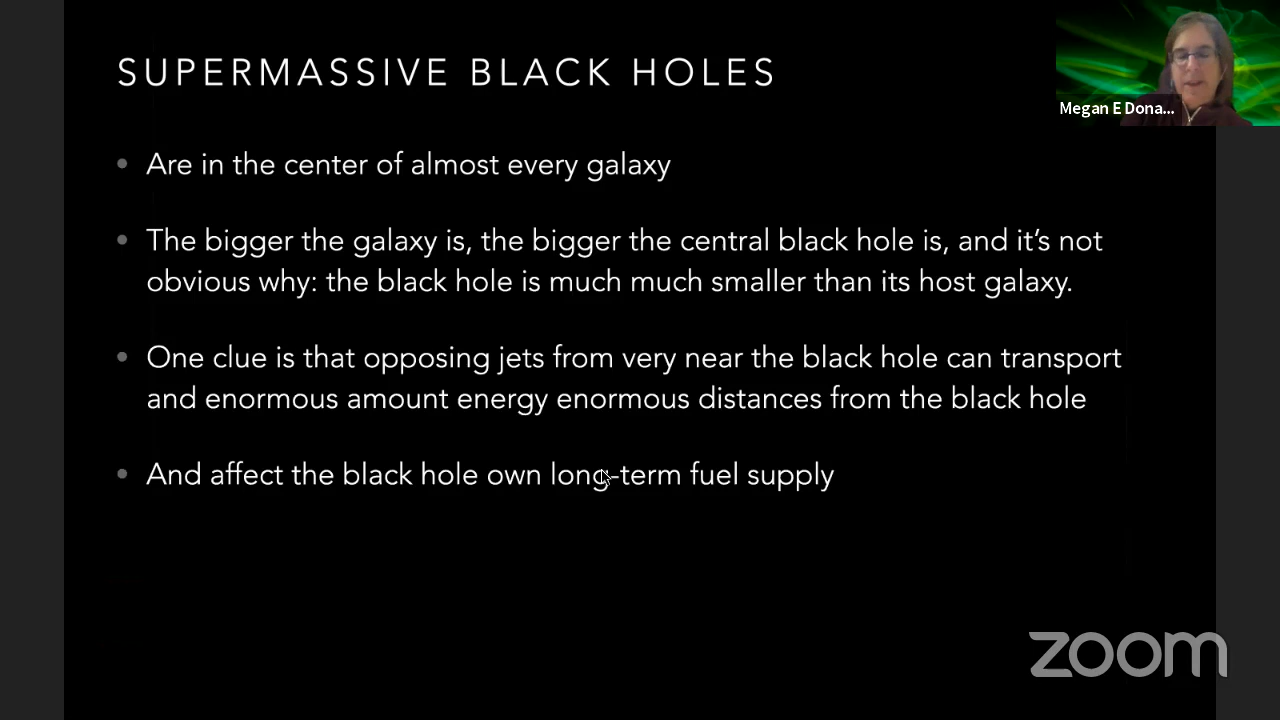 SUPERMASSIVE BLACK HOLES
Megan E Dona...
Are in the center of almost every galaxy
The bigger the galaxy is, the bigger the central black hole is, and it's not
obvious why: the black hole is much much smaller than its host galaxy.
One clue is that opposing jets from very near the black hole can transport
and enormous amount energy enormous distances from the black hole
And affect the black hole own long-term fuel supply
zoom